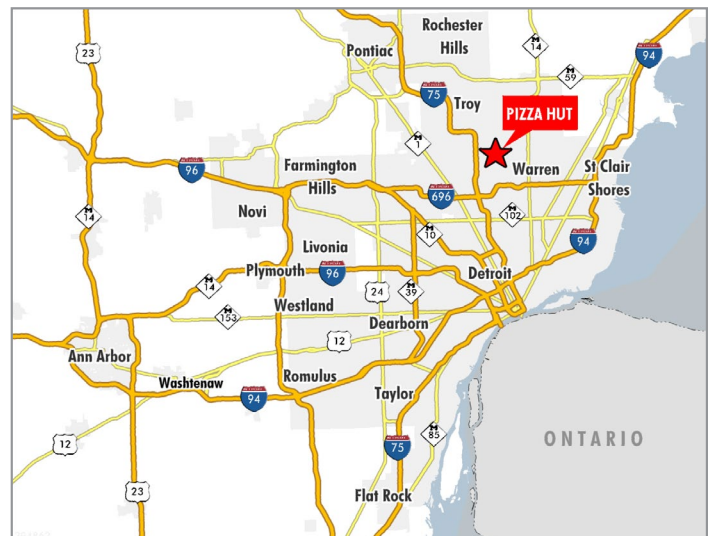 Rochester
Hills
M
14
94
23
Pontiac
M
59
75
Troy
PIZZA HUT
M
1
96
Farmington
Hills
Warren
St Clair
Shores
696
M
14
Novi
M
102
M
10
94
Livonia
Plymouth
96
Detroit
M
14
24
M
39
Westland
M
153
Dearborn
12
Ann Arbor
Washtenaw
Romulus
94
Taylor
12
75
M
85
ONTARIO
23
Flat Rock